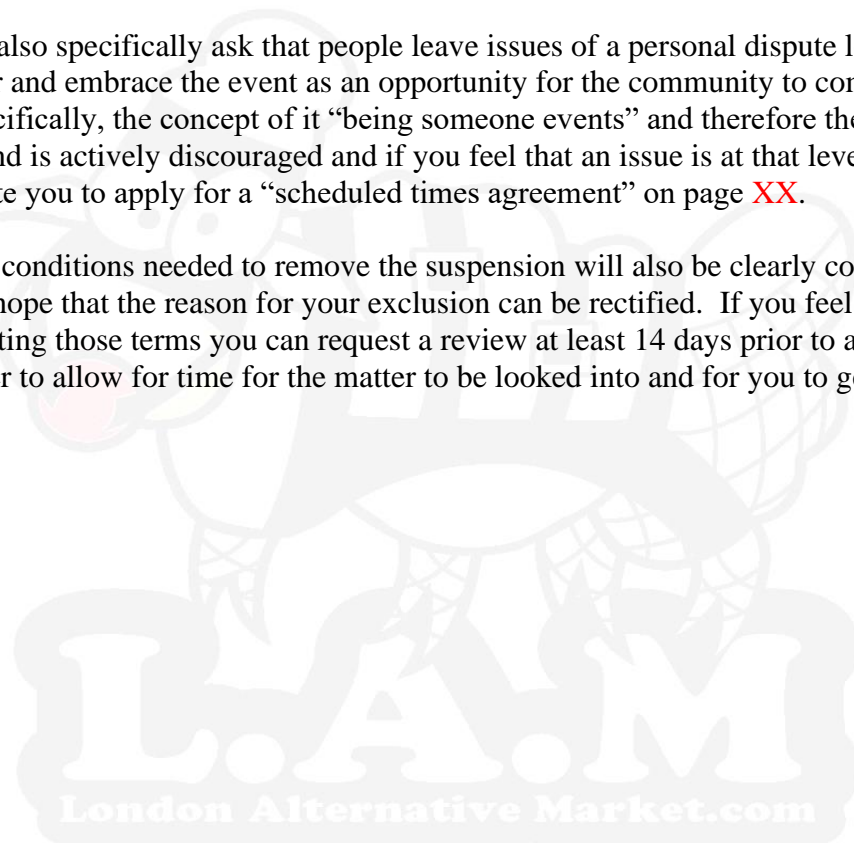 also specifically ask that people leave issues of a personal dispute l
r and embrace the event as an opportunity for the community to con
cifically, the concept of it “being someone events” and therefore the
nd is actively discouraged and if you feel that an issue is at that leve
te you to apply for a “scheduled times agreement” on page XX.
conditions needed to remove the suspension will also be clearly co
hope that the reason for your exclusion can be rectified. If you feel
ting those terms you can request a review at least 14 days prior to a
r to allow for time for the matter to be looked into and for you to ge
L.A.M
London Alternative Market.com